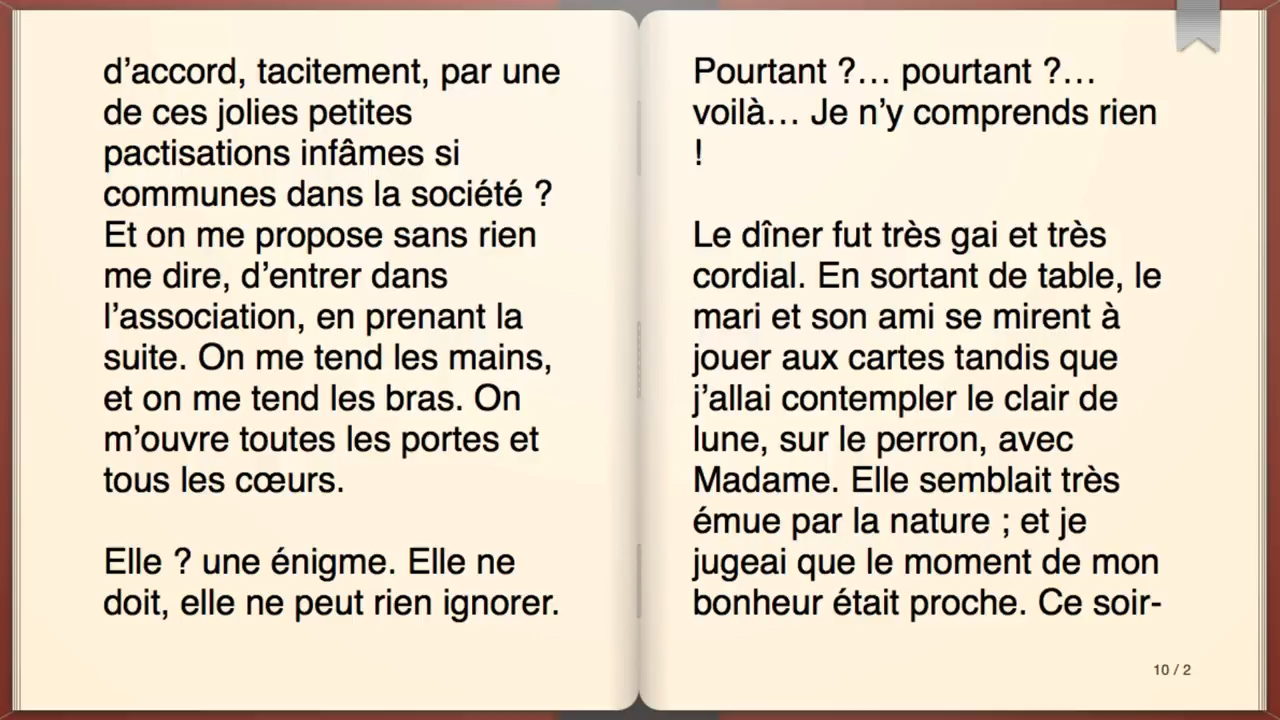 d’accord, tacitement, par une
de ces jolies petites
pactisations infâmes si
communes dans la société ?
Et on me propose sans rien
me dire, d’entrer dans
l’association, en prenant la
suite. On me tend les mains,
et on me tend les bras. On
m’ouvre toutes les portes et
tous les cœurs.
Elle ? une énigme. Elle ne
doit, elle ne peut rien ignorer.
Pourtant ?… pourtant ?…
voilà… Je n’y comprends rien
!
Le dîner fut très gai et très
cordial. En sortant de table, le
mari et son ami se mirent à
jouer aux cartes tandis que
j’allai contempler le clair de
lune, sur le perron, avec
Madame. Elle semblait très
émue par la nature ; et je
jugeai que le moment de mon
bonheur était proche. Ce soir-
10 / 2